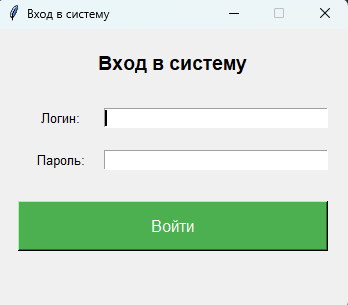 Вход в систему
Вход в систему
Логин:
Пароль:
Войти